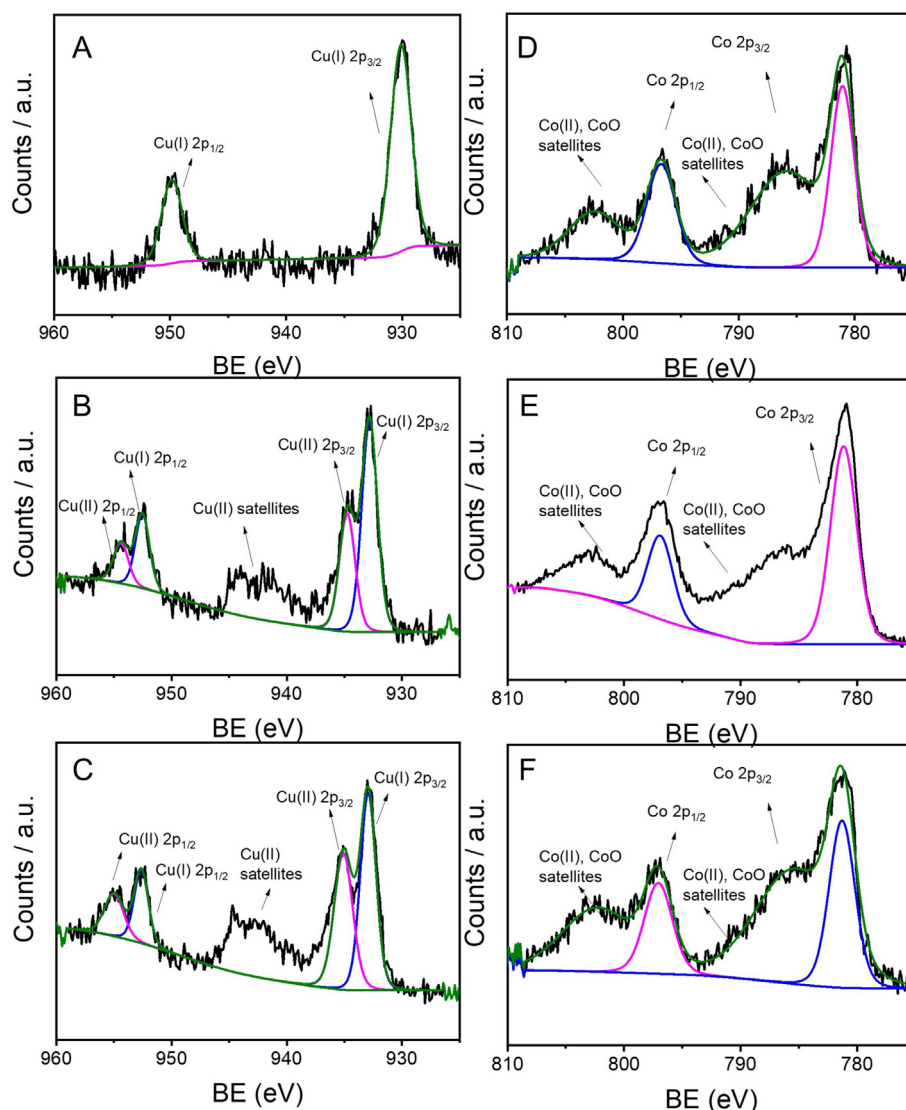 A
Cu(I) 2p3/2
Cu(I) 2p1/2
Counts / a.u.
960 950 940 930
BE (eV)
D
Co 2p3/2
Co 2p1/2
Co(II), CoO
satellites
Co(II), CoO
satellites
Counts / a.u.
810 800 790 780
BE (eV)
B
Cu(I) 2p3/2
Cu(II) 2p3/2
Cu(I) 2p1/2
Cu(II) 2p1/2
Cu(II) satellites
Counts / a.u.
960 950 940 930
BE (eV)
E
Co 2p3/2
Co 2p1/2
Co(II), CoO
satellites
Co(II), CoO
satellites
Counts / a.u.
810 800 790 780
BE (eV)
C
Cu(I) 2p3/2
Cu(II) 2p3/2
Cu(II) 2p1/2
Cu(I) 2p1/2
Cu(II)
satellites
Counts / a.u.
960 950 940 930
BE (eV)
F
Co 2p3/2
Co 2p1/2
Co(II), CoO
satellites
Co(II), CoO
satellites
Counts / a.u.
810 800 790 780
BE (eV)